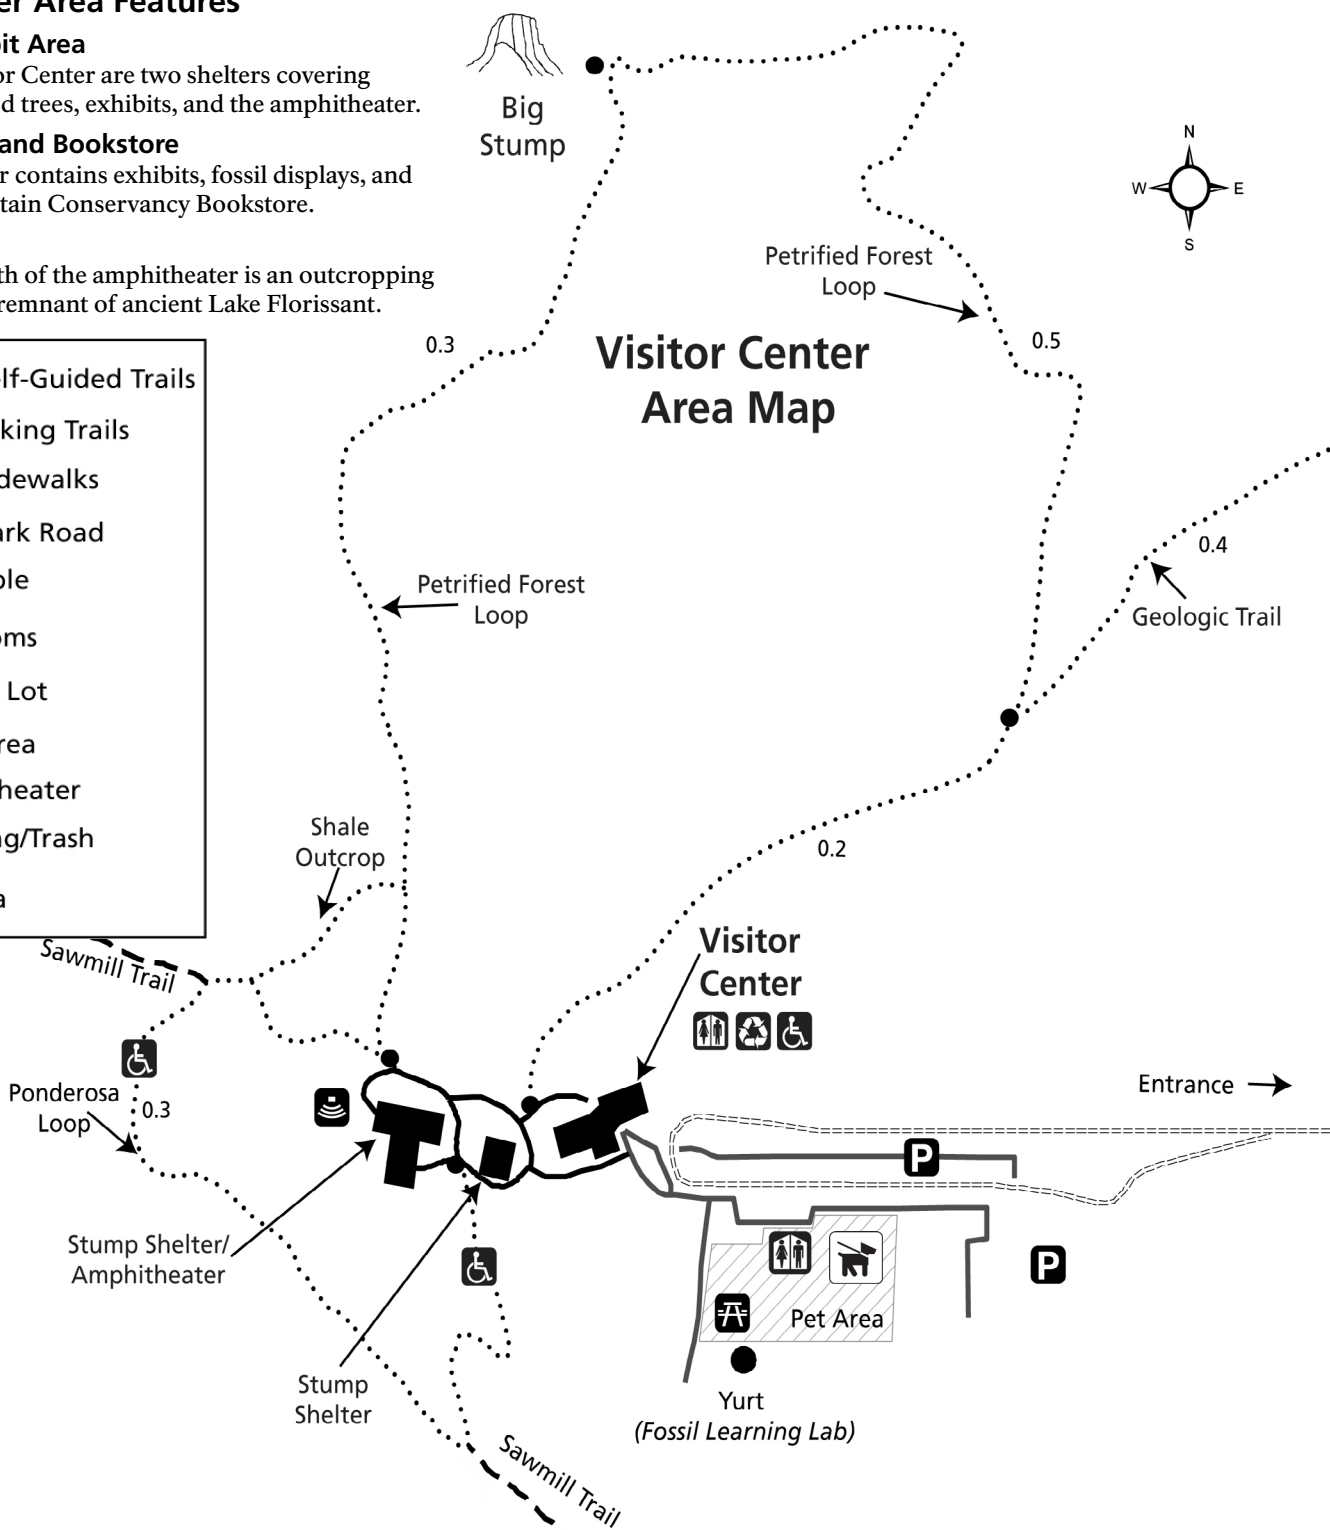 er Area Features
it Area
or Center are two shelters covering
d trees, exhibits, and the amphitheater.
and Bookstore
r contains exhibits, fossil displays, and
tain Conservancy Bookstore.
th of the amphitheater is an outcropping
remnant of ancient Lake Florissant.
lf-Guided Trails
king Trails
dewalks
ark Road
ole
oms
Lot
rea
heater
ng/Trash
a
Big
Stump
N
W E
S
Petrified Forest
Loop
0.3
Visitor Center
Area Map
0.5
0.4
Geologic Trail
Petrified Forest
Loop
Shale
Outcrop
0.2
Sawmill Trail
Visitor
Center
Ponderosa
Loop
0.3
Entrance
P
Stump Shelter/
Amphitheater
P
Pet Area
Stump
Shelter
Yurt
(Fossil Learning Lab)
Sawmill Trail